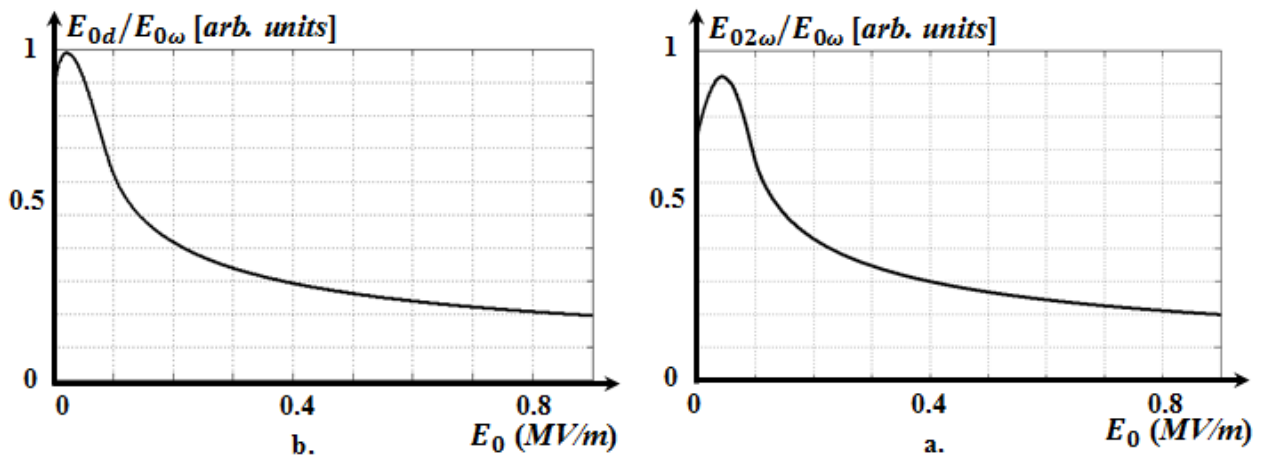 E₀d/E₀ω [arb. units]
1
0.5
0
0 0.4 0.8
E₀ (MV/m)
b.
E₀₂ω/E₀ω [arb. units]
1
0.5
0
0 0.4 0.8
E₀ (MV/m)
a.